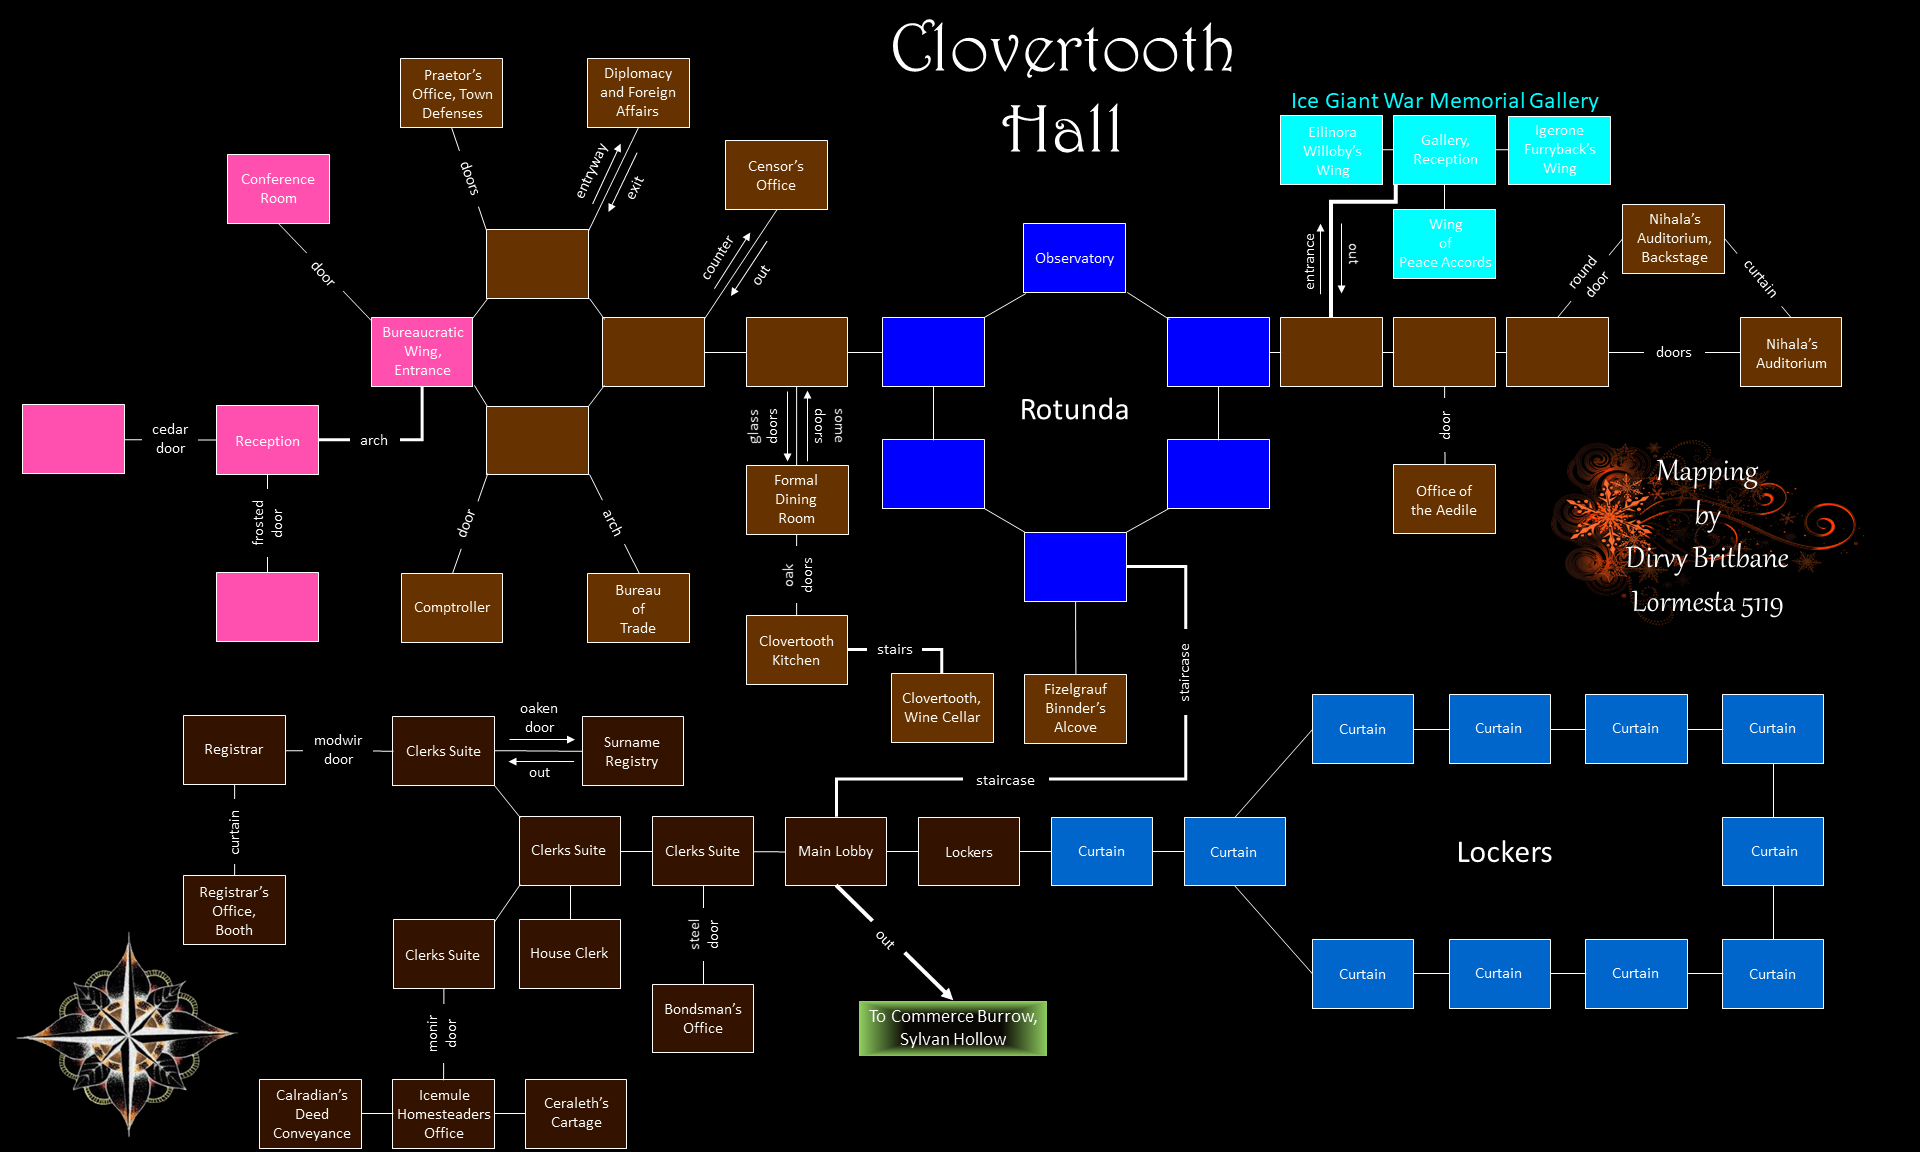 Clovertooth
Hall
Praetor's
Office, Town
Defenses
Diplomacy
and Foreign
Affairs
doors
entryway
exit
Conference
Room
door
Censor's
Office
counter
out
Bureaucratic
Wing,
Entrance
cedar
door
Reception
arch
frosted
door
door
arch
Comptroller
Bureau
of
Trade
glass
doors
some
doors
Formal
Dining
Room
oak
doors
Clovertooth
Kitchen
stairs
Clovertooth,
Wine Cellar
Observatory
Rotunda
Fizelgrauf
Binnder's
Alcove
staircase
staircase
Ice Giant War Memorial Gallery
Eilinora
Willoby's
Wing
Gallery,
Reception
Igerone
Furryback's
Wing
Wing
of
Peace Accords
entrance
out
round
door
Nihala's
Auditorium,
Backstage
curtain
doors
Nihala's
Auditorium
door
Office of
the Aedile
Mapping
by
Dirvy Britbane
Lormesta 5119
Registrar
modwir
door
Clerks Suite
oaken
door
out
Surname
Registry
curtain
Registrar's
Office,
Booth
Clerks Suite
Clerks Suite
Main Lobby
Lockers
Curtain
Curtain
Curtain
Curtain
Curtain
Curtain
Lockers
Curtain
Curtain
Curtain
Curtain
Curtain
Clerks Suite
House Clerk
steel
door
Bondsman's
Office
out
To Commerce Burrow,
Sylvan Hollow
monir
door
Calradian's
Deed
Conveyance
Icemule
Homesteaders
Office
Ceraleth's
Cartage